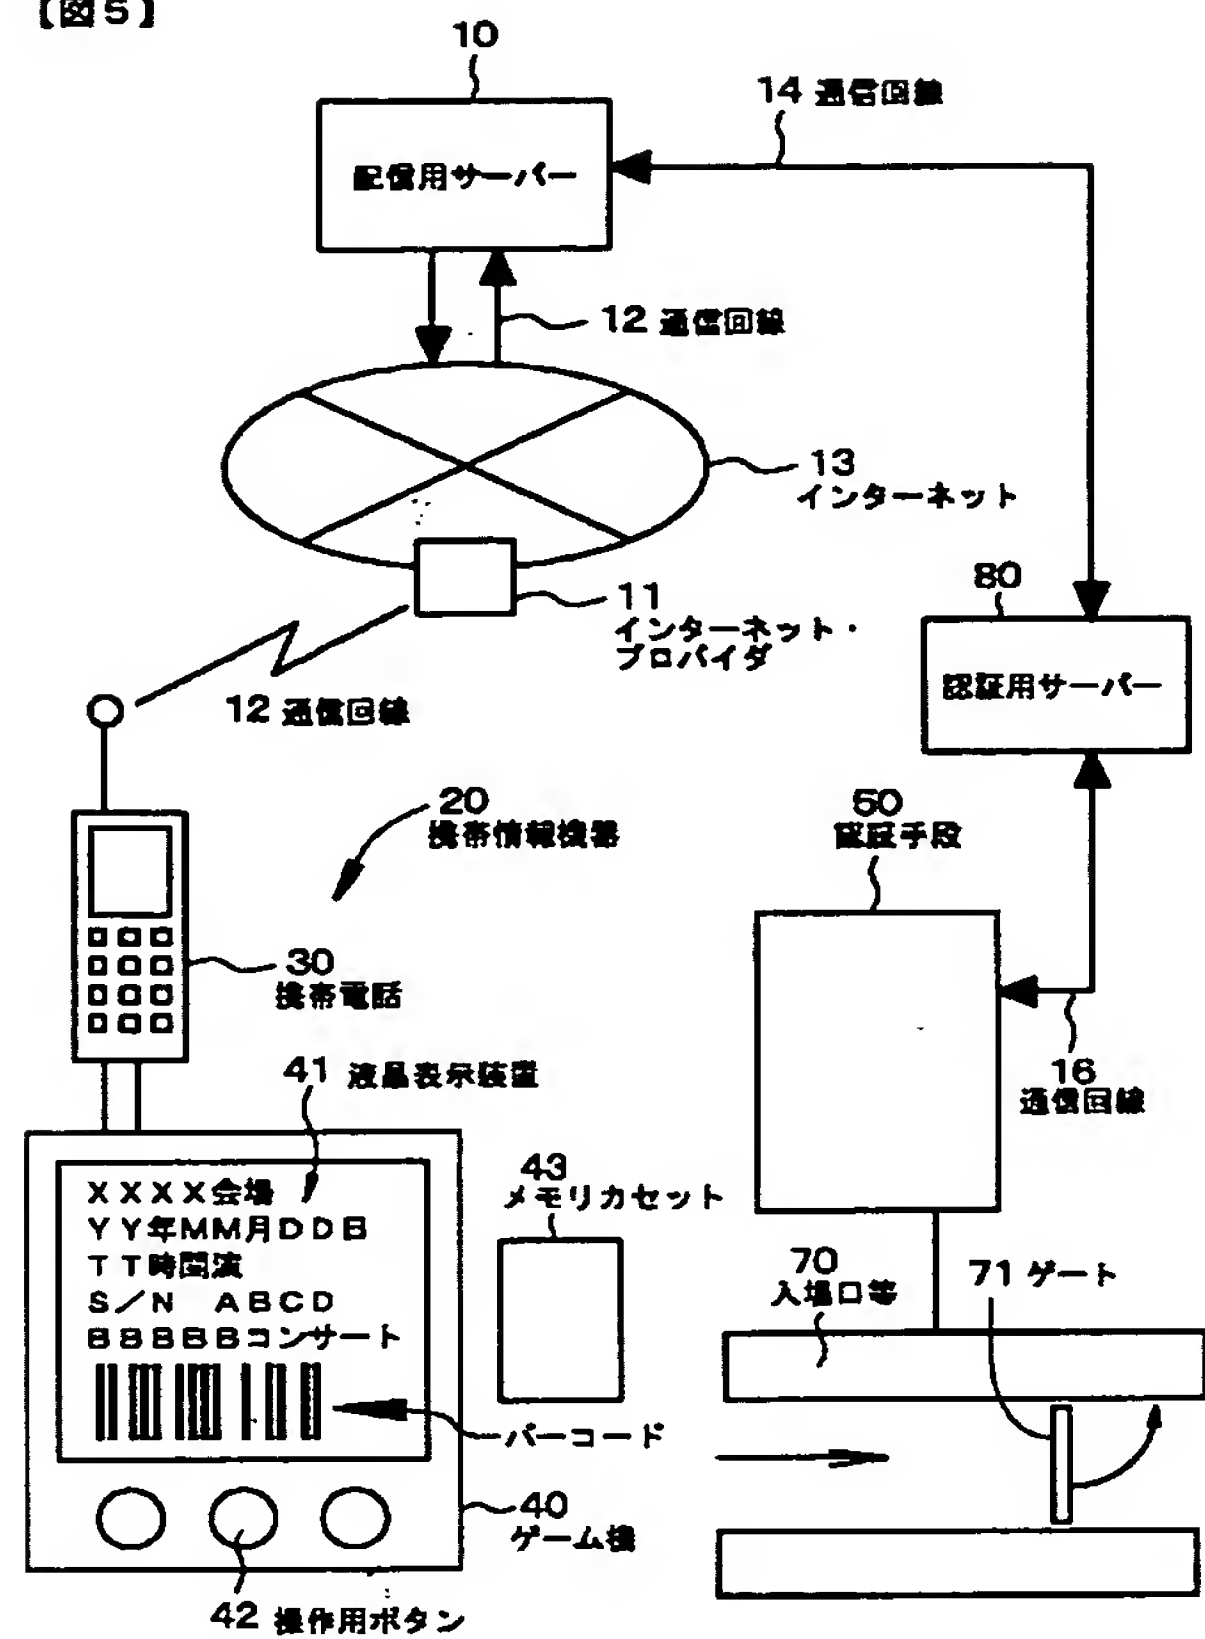 【図5】
10
配信用サーバー
14 通信回線
12 通信回線
13
インターネット
11
インターネット・
プロバイダ
12 通信回線
80
認証用サーバー
20
携帯情報機器
50
認証手段
30
携帯電話
16
通信回線
41 液晶表示装置
XXXX会場
YY年MM月DD日
TT時開演
S/N ABCD
BBBBBコンサート
バーコード
43
メモリカセット
70
入場口等
71 ゲート
40
ゲーム機
42 操作用ボタン